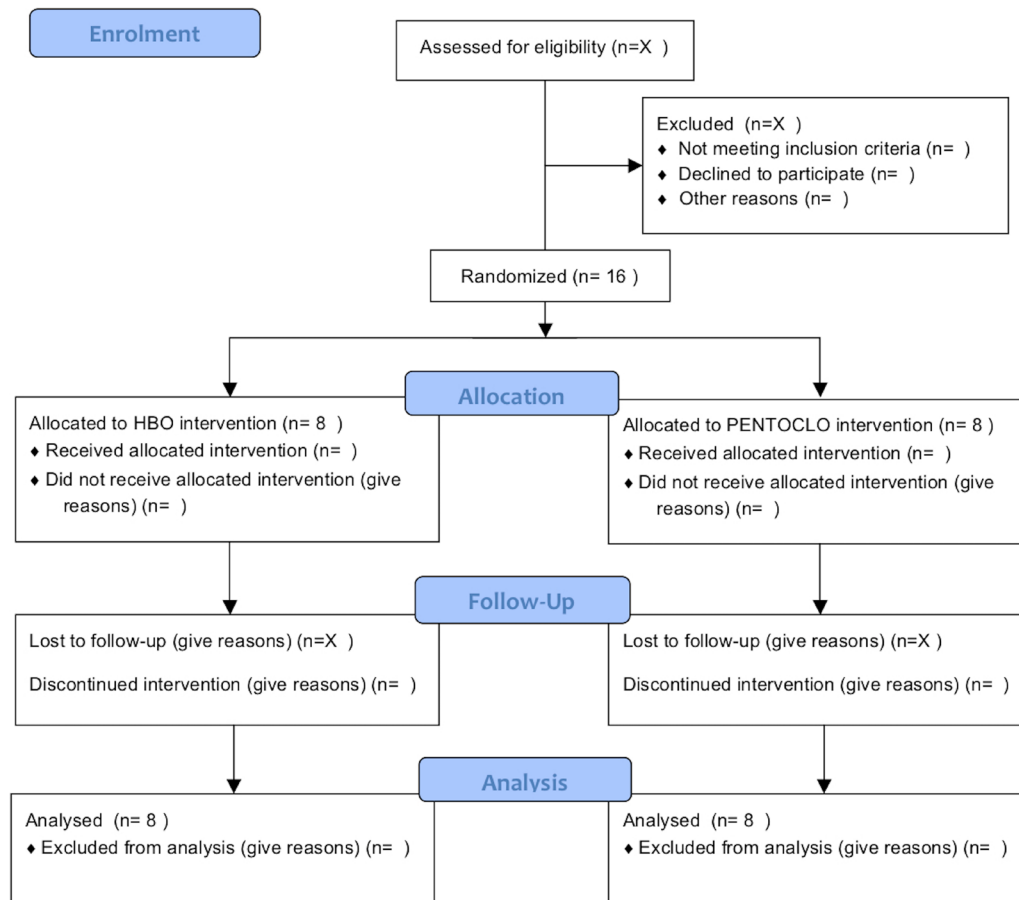 Enrolment
Assessed for eligibility (n=X )
Excluded (n=X )
♦ Not meeting inclusion criteria (n= )
♦ Declined to participate (n= )
♦ Other reasons (n= )
Randomized (n= 16 )
Allocation
Allocated to HBO intervention (n= 8 )
♦ Received allocated intervention (n= )
♦ Did not receive allocated intervention (give
reasons) (n= )
Allocated to PENTOCLO intervention (n= 8 )
♦ Received allocated intervention (n= )
♦ Did not receive allocated intervention (give
reasons) (n= )
Follow-Up
Lost to follow-up (give reasons) (n=X )
Discontinued intervention (give reasons) (n= )
Lost to follow-up (give reasons) (n=X )
Discontinued intervention (give reasons) (n= )
Analysis
Analysed (n= 8 )
♦ Excluded from analysis (give reasons) (n= )
Analysed (n= 8 )
♦ Excluded from analysis (give reasons) (n= )